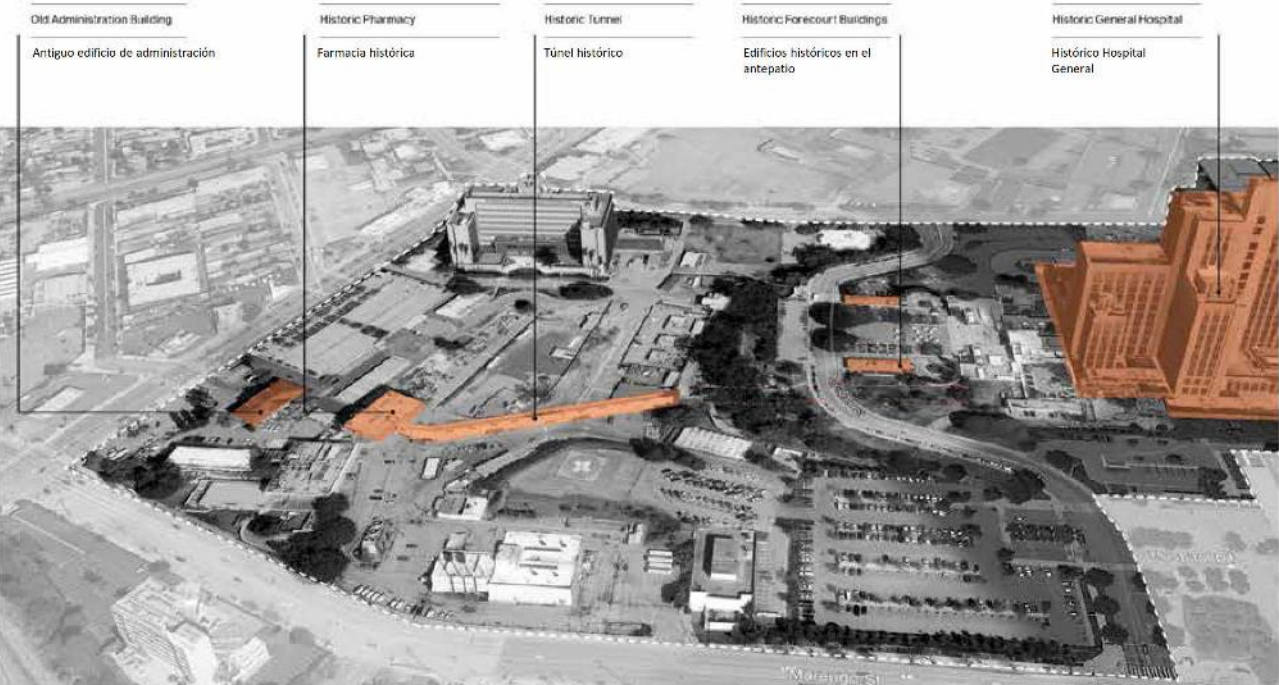 Old Administration Building
Historic Pharmacy
Historic Tunnel
Historic Forecourt Buildings
Historic General Hospital
Antiguo edificio de administración
Farmacia histórica
Túnel histórico
Edificios históricos en el
antepatio
Histórico Hospital
General
Marengo St